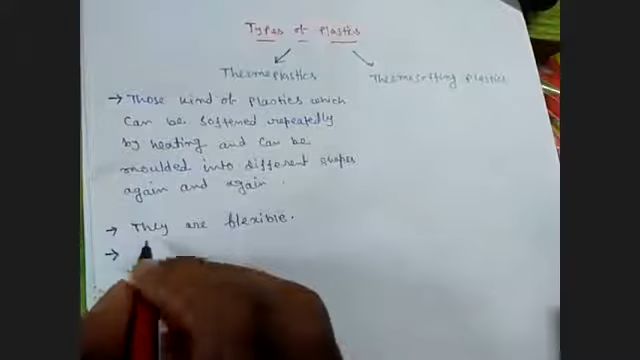 Types of Plastics
Thermoplastics
Thermosetting Plastics
→ Those kind of plastics which
can be softened repeatedly
by heating and can be
moulded into different shapes
again and again.
→ They are flexible.
→